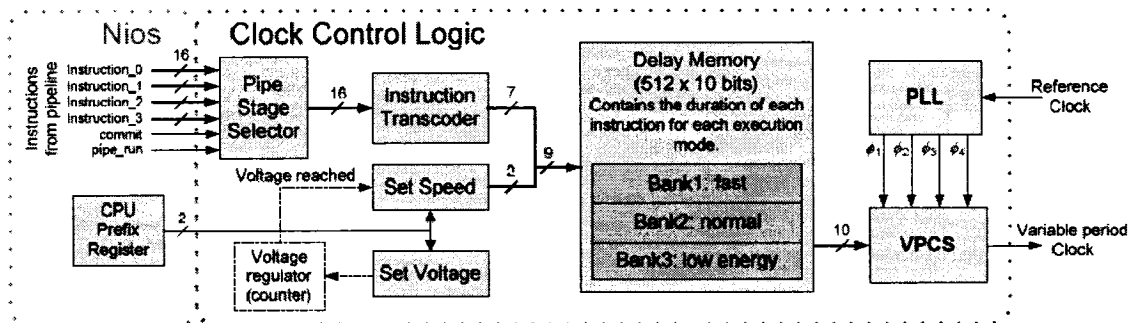 Nios
Clock Control Logic
Instructions
from pipeline
16
Instruction_0
Instruction_1
Instruction_2
Instruction_3
commit
pipe_run
Pipe
Stage
Selector
16
Instruction
Transcoder
7
Voltage reached
Set Speed
2
9
CPU
Prefix
Register
2
Voltage
regulator
(counter)
Set Voltage
Delay Memory
(512 x 10 bits)
Contains the duration of each
instruction for each execution
mode.
Bank1: fast
Bank2: normal
Bank3: low energy
10
PLL
Reference
Clock
ϕ1 ϕ2 ϕ3 ϕ4
VPCS
Variable period
Clock